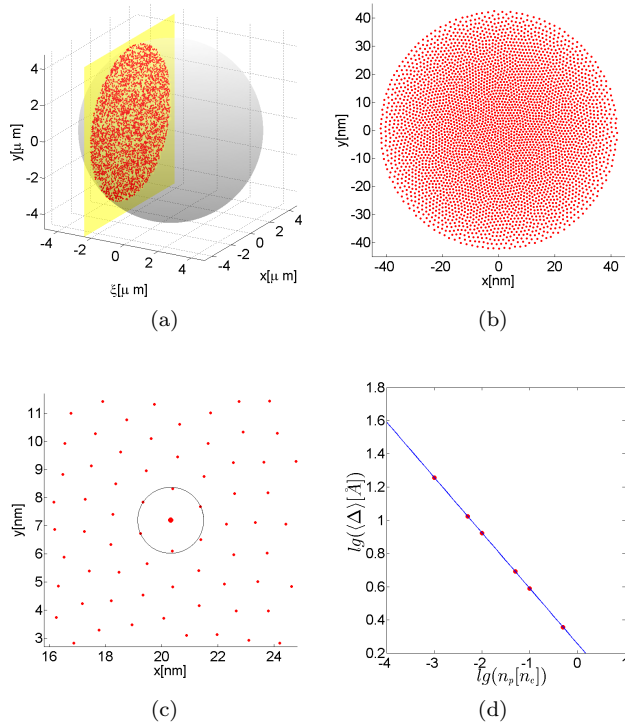 4
2
0
-2
-4
y[μ m]
-4 -2 0 2 4
ξ[μ m]
-4 -2 0 2 4
x[μ m]
(a)
40
30
20
10
0
-10
-20
-30
-40
y[nm]
-40 -20 0 20 40
x[nm]
(b)
11
10
9
8
7
6
5
4
3
y[nm]
16 18 20 22 24
x[nm]
(c)
1.8
1.6
1.4
1.2
1
0.8
0.6
0.4
0.2
lg(⟨Δ⟩[Å])
-4 -3 -2 -1 0 1
lg(n_p[n_c])
(d)